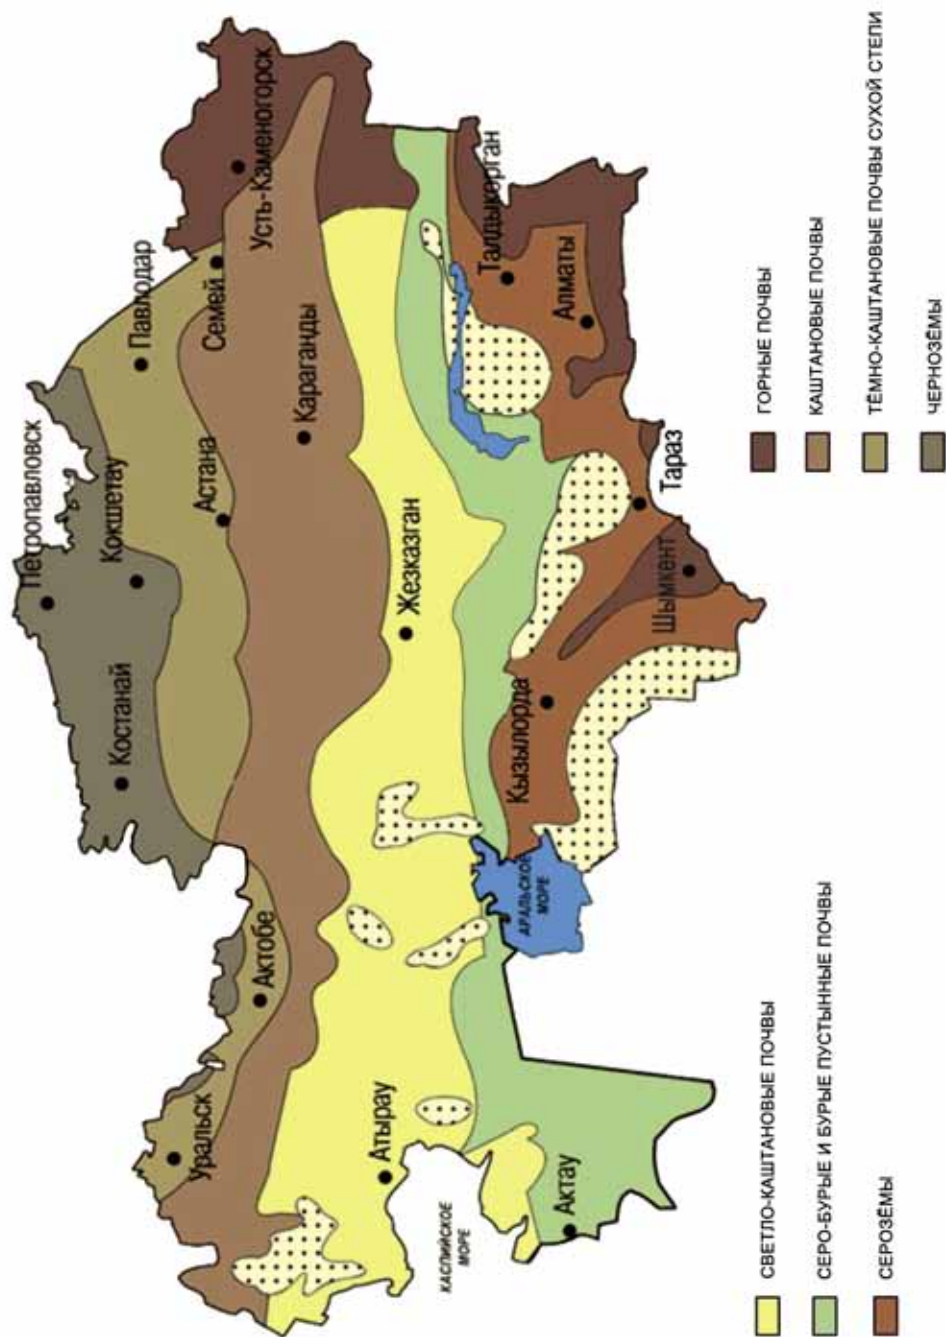 Петропавловск
Костанай
Кокшетау
Павлодар
Уральск
Актобе
Астана
Семей
Усть-Каменогорск
Караганды
Атырау
Жезказган
КАСПИЙСКОЕ
МОРЕ
Актау
АРАЛЬСКОЕ
МОРЕ
Кызылорда
Талдыкорган
Алматы
Шымкент
Тараз
СВЕТЛО-КАШТАНОВЫЕ ПОЧВЫ
СЕРО-БУРЫЕ И БУРЫЕ ПУСТЫННЫЕ ПОЧВЫ
СЕРОЗЁМЫ
ГОРНЫЕ ПОЧВЫ
КАШТАНОВЫЕ ПОЧВЫ
ТЁМНО-КАШТАНОВЫЕ ПОЧВЫ СУХОЙ СТЕПИ
ЧЕРНОЗЁМЫ